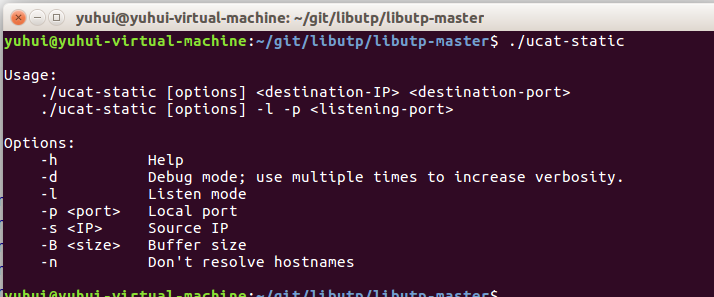 yuhui@yuhui-virtual-machine: ~/git/libutp/libutp-master
yuhui@yuhui-virtual-machine:~/git/libutp/libutp-master$ ./ucat-static
Usage:
./ucat-static [options] <destination-IP> <destination-port>
./ucat-static [options] -l -p <listening-port>
Options:
-h Help
-d Debug mode; use multiple times to increase verbosity.
-l Listen mode
-p <port> Local port
-s <IP> Source IP
-B <size> Buffer size
-n Don't resolve hostnames
yuhui@yuhui-virtual-machine:~/git/libutp/libutp-master$